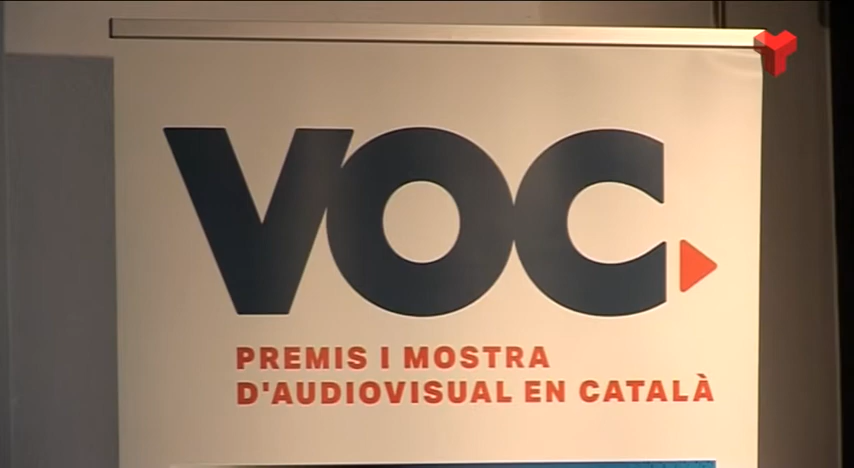 VOC
PREMIS I MOSTRA
D'AUDIOVISUAL EN CATALÀ